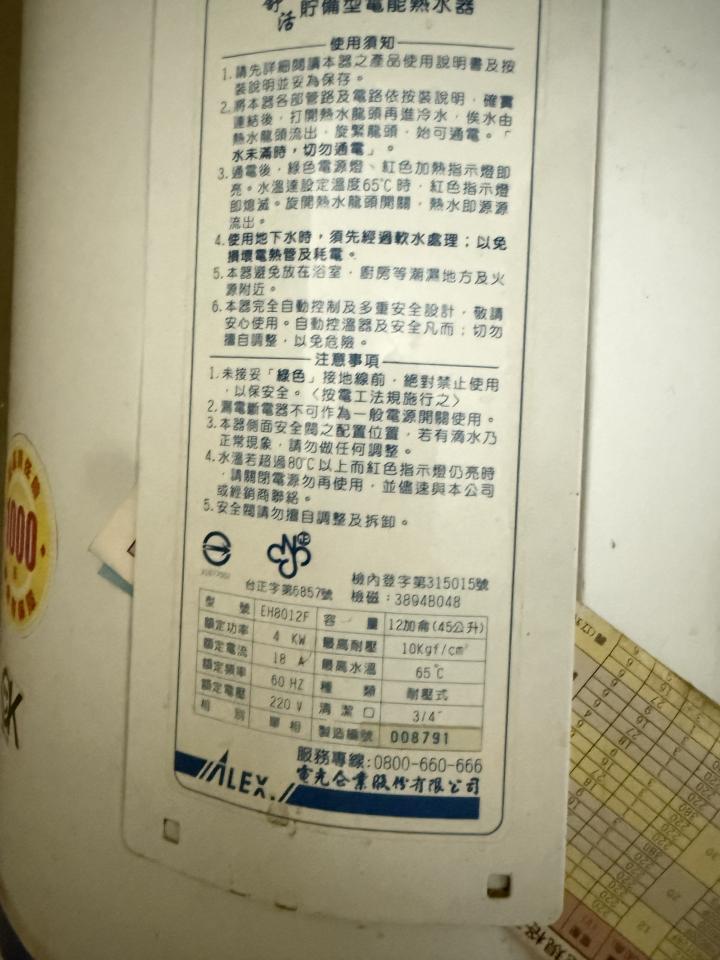 舒活 貯備型電能熱水器
使用須知
1.請先詳細閱讀本器之產品使用說明書及按
裝說明並妥為保存。
2.將本器各部管路及電路依按裝說明，確實
連結後，打開熱水龍頭再進冷水，俟水由
熱水龍頭流出，旋緊龍頭，始可通電。「
水未滿時，切勿通電」。
3.通電後，綠色電源燈、紅色加熱指示燈即
亮。水溫達設定溫度65℃時，紅色指示燈
即熄滅。旋開熱水龍頭開關，熱水即源源
流出。
4.使用地下水時，須先經過軟水處理；以免
損壞電熱管及耗電。
5.本器避免放在浴室，廚房等潮濕地方及火
源附近。
6.本器完全自動控制及多重安全設計，敬請
安心使用。自動控溫器及安全凡而；切勿
擅自調整，以免危險。
注意事項
1.未接妥「綠色」接地線前，絕對禁止使用
，以保安全。〈按電工法規施行之〉
2.漏電斷電器不可作為一般電源開關使用。
3.本器側面安全閥之配置位置，若有滴水乃
正常現象，請勿做任何調整。
4.水溫若超過80℃以上而紅色指示燈仍亮時
，請關閉電源勿再使用，並儘速與本公司
或經銷商聯絡。
5.安全閥請勿擅自調整及拆卸。
正
台正字第6857號 檢內登字第315015號
檢磁：3894B048
型號 EH8012F 容量 12加侖(45公升)
額定功率 4 KW 最高耐壓 10Kgf/cm²
額定電流 18 A 最高水溫 65℃
額定頻率 60 HZ 種類 耐壓式
額定電壓 220 V 清潔口 3/4"
相別 單相 製造編號 008791
服務專線:0800-660-666
ALEX 電光企業股份有限公司
1000